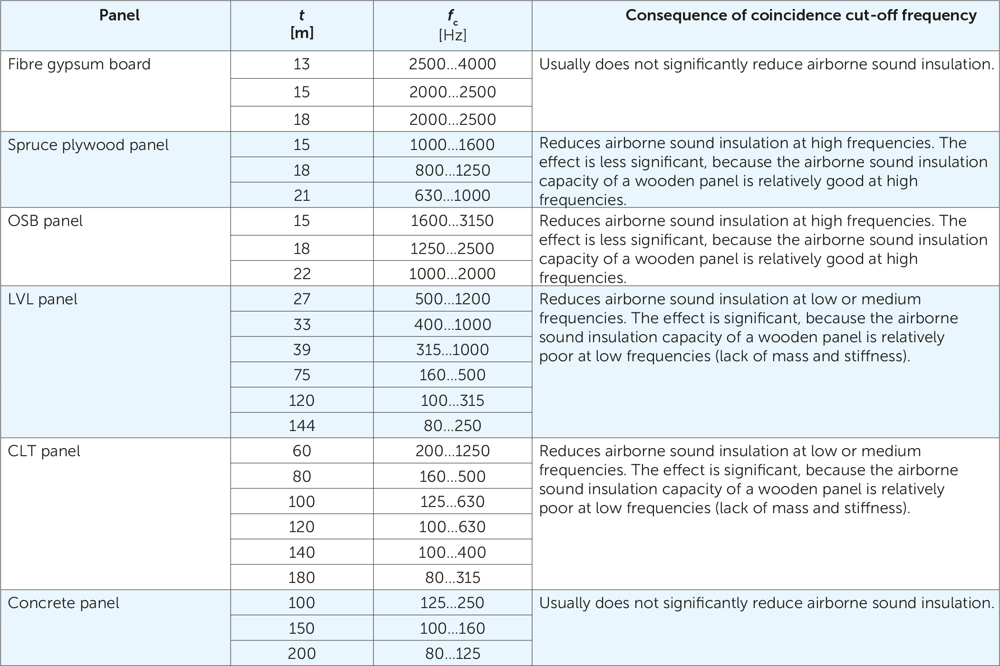 Panel
t
[m]
fc
[Hz]
Consequence of coincidence cut-off frequency
Fibre gypsum board
13
2500...4000
Usually does not significantly reduce airborne sound insulation.
15
2000...2500
18
2000...2500
Spruce plywood panel
15
1000...1600
Reduces airborne sound insulation at high frequencies. The
effect is less significant, because the airborne sound insulation
capacity of a wooden panel is relatively good at high
frequencies.
18
800...1250
21
630...1000
OSB panel
15
1600...3150
Reduces airborne sound insulation at high frequencies. The
effect is less significant, because the airborne sound insulation
capacity of a wooden panel is relatively good at high
frequencies.
18
1250...2500
22
1000...2000
LVL panel
27
500...1200
Reduces airborne sound insulation at low or medium
frequencies. The effect is significant, because the airborne
sound insulation capacity of a wooden panel is relatively
poor at low frequencies (lack of mass and stiffness).
33
400...1000
39
315...1000
75
160...500
120
100...315
144
80...250
CLT panel
60
200...1250
Reduces airborne sound insulation at low or medium
frequencies. The effect is significant, because the airborne
sound insulation capacity of a wooden panel is relatively
poor at low frequencies (lack of mass and stiffness).
80
160...500
100
125...630
120
100...630
140
100...400
180
80...315
Concrete panel
100
125...250
Usually does not significantly reduce airborne sound insulation.
150
100...160
200
80...125